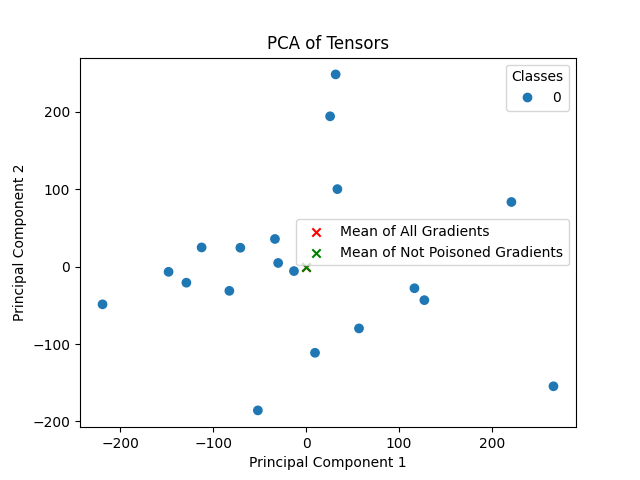 PCA of Tensors
Classes
0
Mean of All Gradients
Mean of Not Poisoned Gradients
Principal Component 2
200
100
0
−100
−200
−200
−100
0
100
200
Principal Component 1